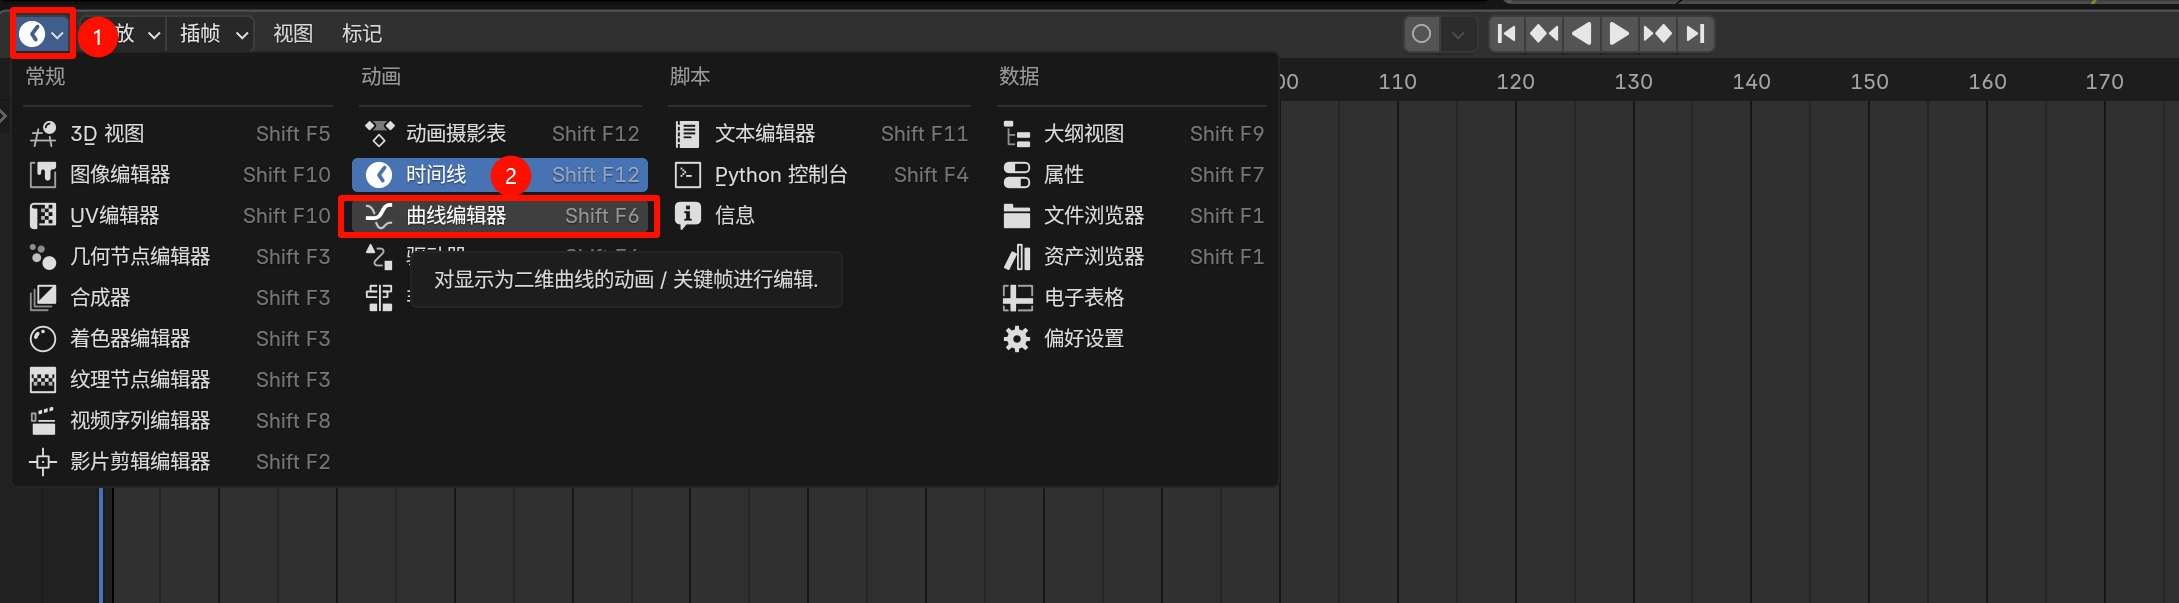 1 放 插帧 视图 标记
常规 动画 脚本 数据 110 120 130 140 150 160 170
3D 视图 Shift F5 动画摄影表 Shift F12 文本编辑器 Shift F11 大纲视图 Shift F9
图像编辑器 Shift F10 时间线 2 Shift F12 Python 控制台 Shift F4 属性 Shift F7
UV编辑器 Shift F10 曲线编辑器 Shift F6 信息 文件浏览器 Shift F1
几何节点编辑器 Shift F3 资产浏览器 Shift F1
对显示为二维曲线的动画 / 关键帧进行编辑.
合成器 Shift F3 电子表格
着色器编辑器 Shift F3 偏好设置
纹理节点编辑器 Shift F3
视频序列编辑器 Shift F8
影片剪辑编辑器 Shift F2